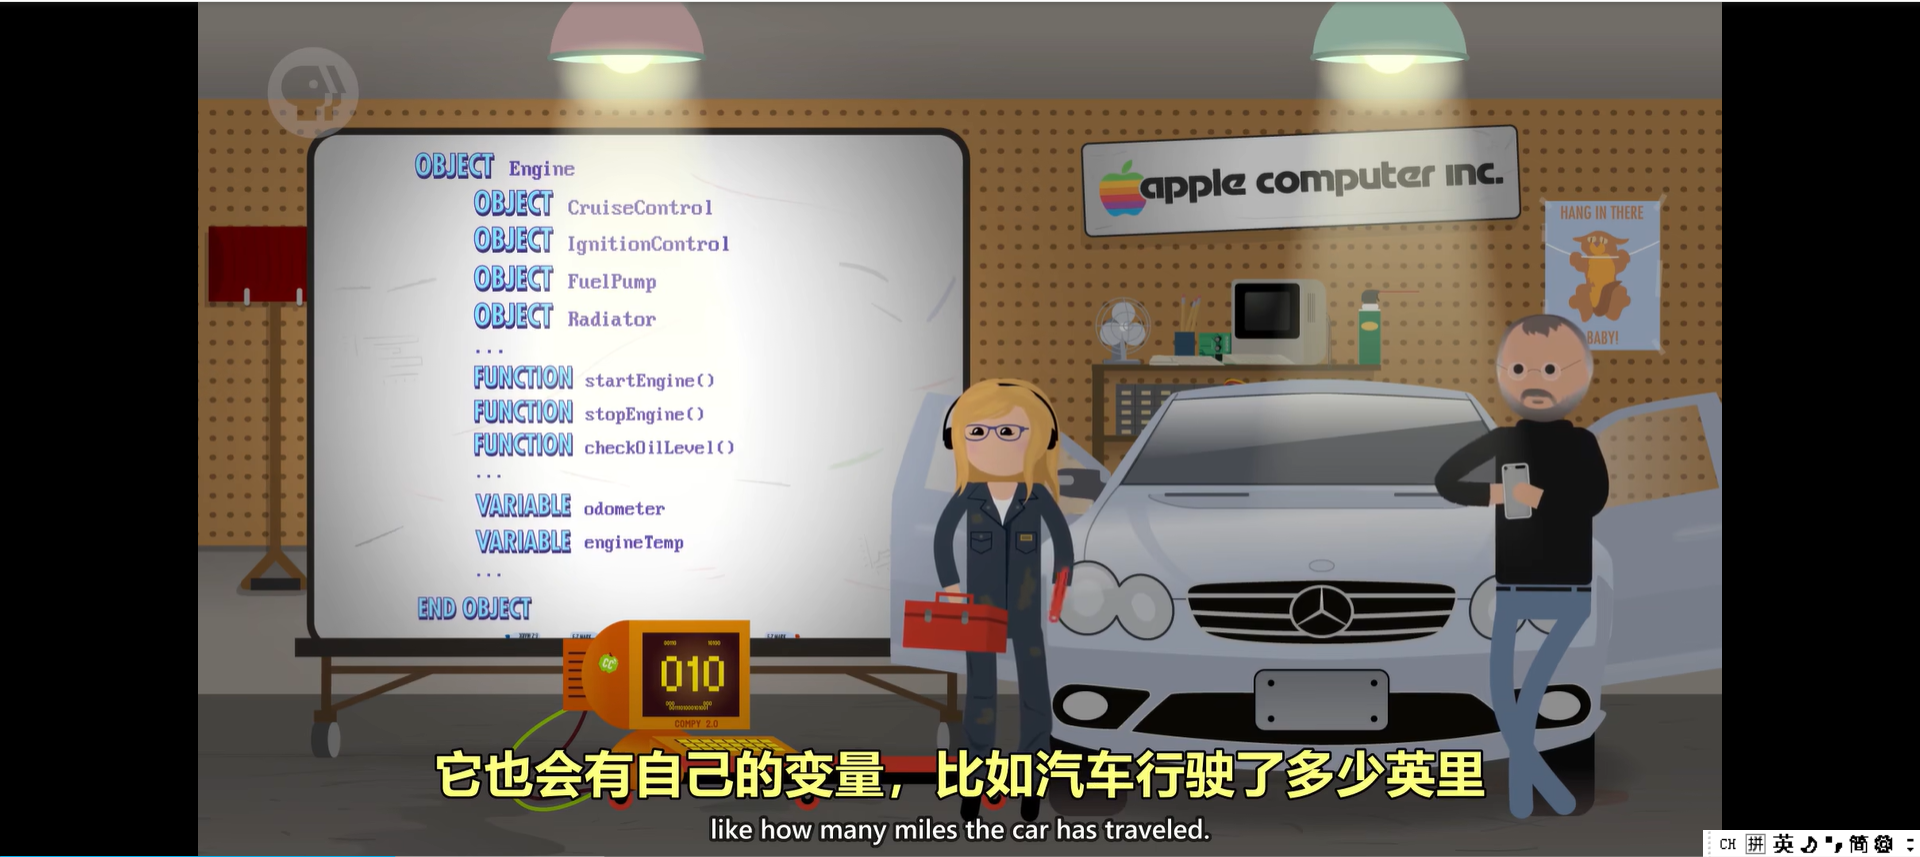 OBJECT Engine
OBJECT CruiseControl
OBJECT IgnitionControl
OBJECT FuelPump
OBJECT Radiator
...
FUNCTION startEngine()
FUNCTION stopEngine()
FUNCTION checkOilLevel()
...
VARIABLE odometer
VARIABLE engineTemp
...
END OBJECT
apple computer inc.
HANG IN THERE
BABY!
CC
010
COMPY 2.0
它也会有自己的变量，比如汽车行驶了多少英里
like how many miles the car has traveled.
CH 拼 英 简